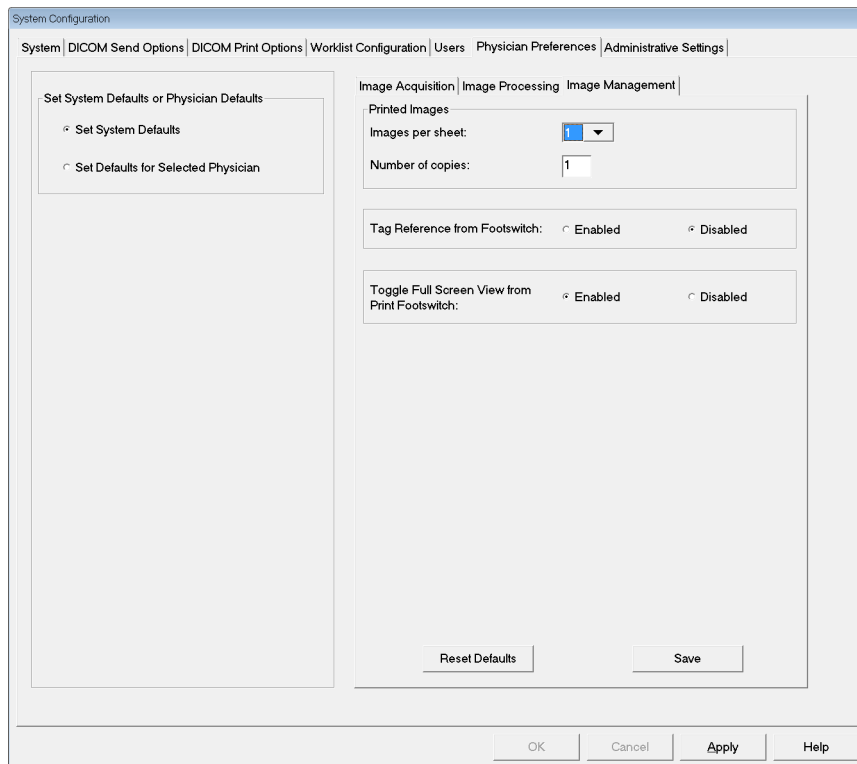 System Configuration
System DICOM Send Options DICOM Print Options Worklist Configuration Users Physician Preferences Administrative Settings
Set System Defaults or Physician Defaults
Set System Defaults
Set Defaults for Selected Physician
Image Acquisition Image Processing Image Management
Printed Images
Images per sheet: 1
Number of copies: 1
Tag Reference from Footswitch: Enabled Disabled
Toggle Full Screen View from
Print Footswitch: Enabled Disabled
Reset Defaults Save
OK Cancel Apply Help